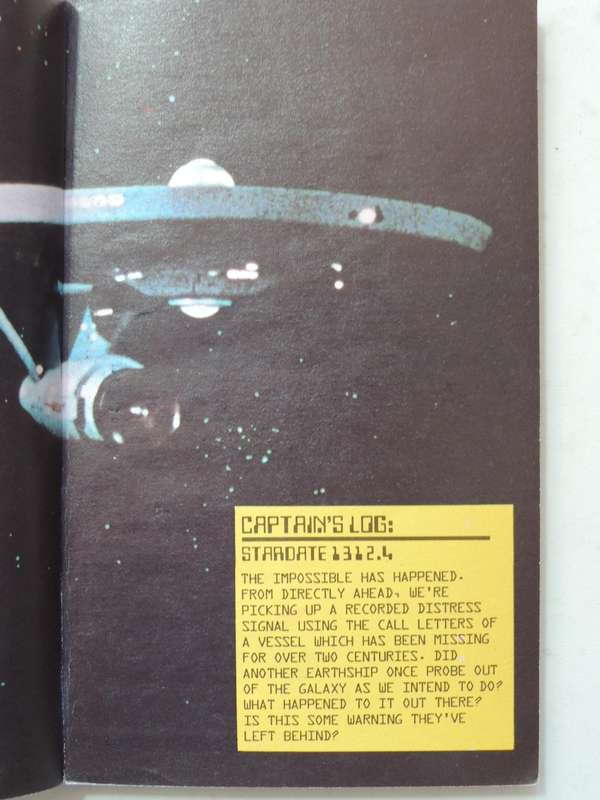 CAPTAIN'S LOG:
STARDATE 1312.4
THE IMPOSSIBLE HAS HAPPENED.
FROM DIRECTLY AHEAD, WE'RE
PICKING UP A RECORDED DISTRESS
SIGNAL USING THE CALL LETTERS OF
A VESSEL WHICH HAS BEEN MISSING
FOR OVER TWO CENTURIES. DID
ANOTHER EARTHSHIP ONCE PROBE OUT
OF THE GALAXY AS WE INTEND TO DO?
WHAT HAPPENED TO IT OUT THERE?
IS THIS SOME WARNING THEY'VE
LEFT BEHIND?